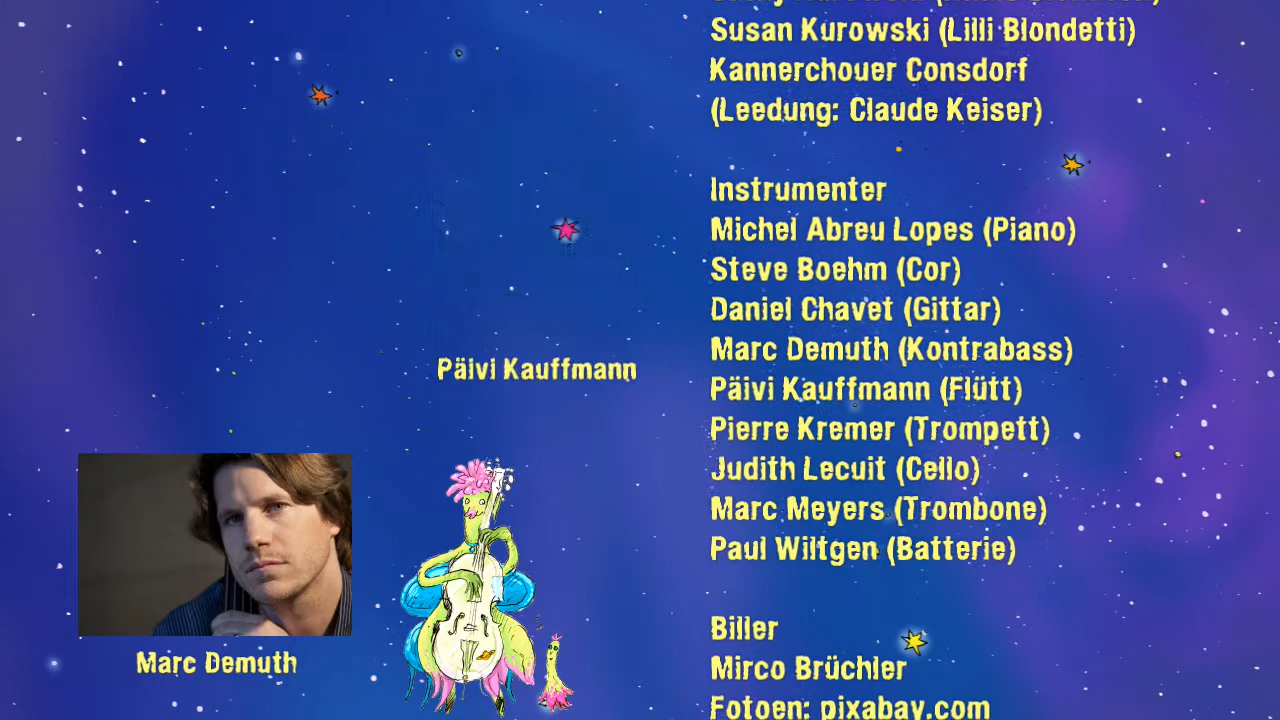 Susan Kurowski (Lilli Blondetti)
Kannerchouer Consdorf
(Leedung: Claude Keiser)
Instrumenter
Michel Abreu Lopes (Piano)
Steve Boehm (Cor)
Daniel Chavet (Gittar)
Marc Demuth (Kontrabass)
Päivi Kauffmann (Flütt)
Pierre Kremer (Trompett)
Judith Lecuit (Cello)
Marc Meyers (Trombone)
Paul Wiltgen (Batterie)
Biller
Mirco Brüchler
Fotoen: pixabay.com
Päivi Kauffmann
Marc Demuth